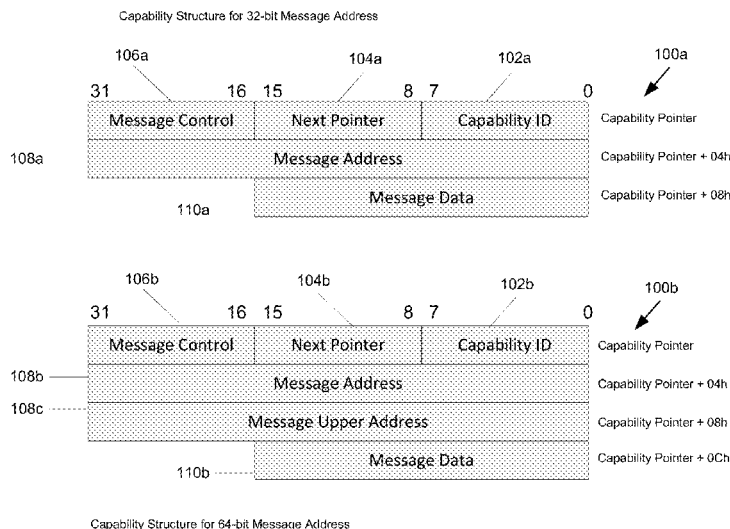 Capability Structure for 32-bit Message Address
106a 104a 102a 100a
31 16 15 8 7 0
Message Control Next Pointer Capability ID Capability Pointer
108a Message Address Capability Pointer + 04h
110a Message Data Capability Pointer + 08h
106b 104b 102b 100b
31 16 15 8 7 0
Message Control Next Pointer Capability ID Capability Pointer
108b Message Address Capability Pointer + 04h
108c Message Upper Address Capability Pointer + 08h
110b Message Data Capability Pointer + 0Ch
Capability Structure for 64-bit Message Address